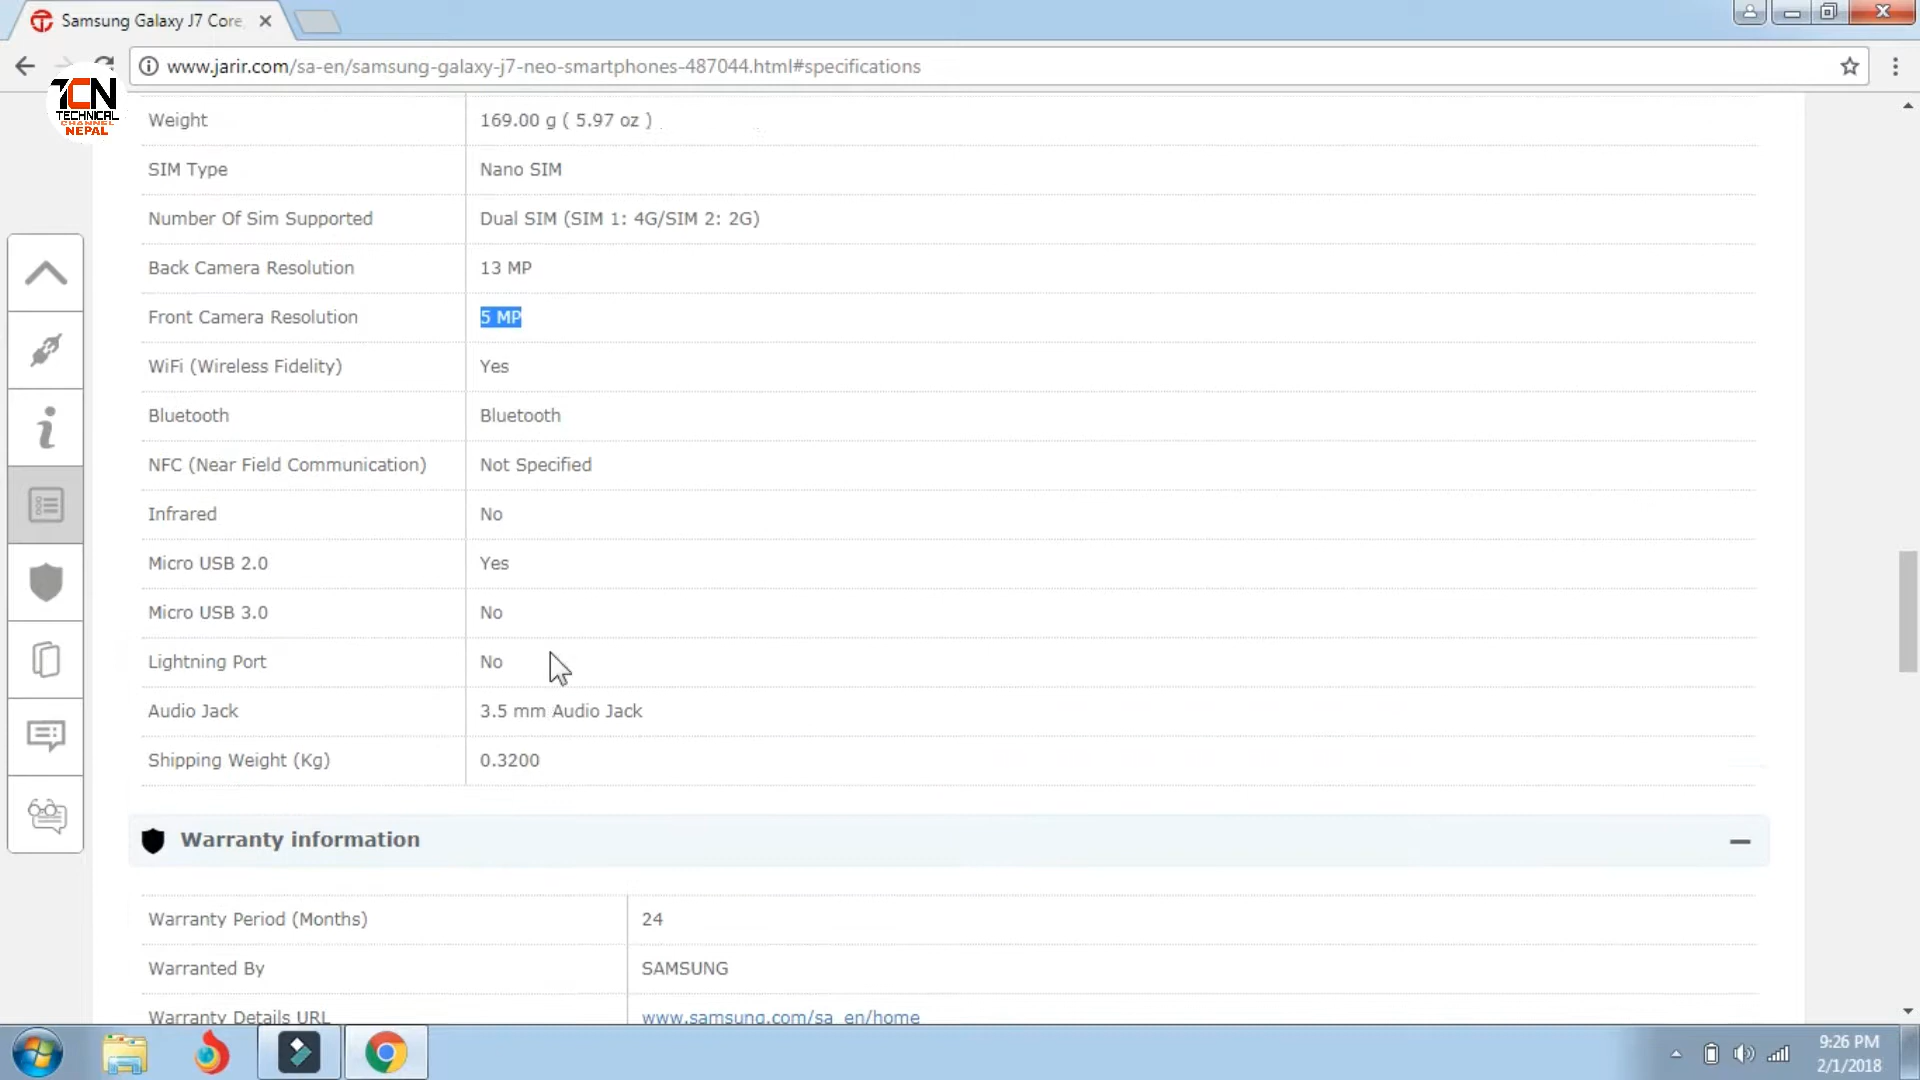 Samsung Galaxy J7 Core
www.jarir.com/sa-en/samsung-galaxy-j7-neo-smartphones-487044.html#specifications
TCN
TECHNICAL
CHANNEL
NEPAL
Weight 169.00 g ( 5.97 oz )
SIM Type Nano SIM
Number Of Sim Supported Dual SIM (SIM 1: 4G/SIM 2: 2G)
Back Camera Resolution 13 MP
Front Camera Resolution 5 MP
WiFi (Wireless Fidelity) Yes
Bluetooth Bluetooth
NFC (Near Field Communication) Not Specified
Infrared No
Micro USB 2.0 Yes
Micro USB 3.0 No
Lightning Port No
Audio Jack 3.5 mm Audio Jack
Shipping Weight (Kg) 0.3200
Warranty information
Warranty Period (Months) 24
Warranted By SAMSUNG
Warranty Details URL www.samsung.com/sa_en/home
9:26 PM
2/1/2018